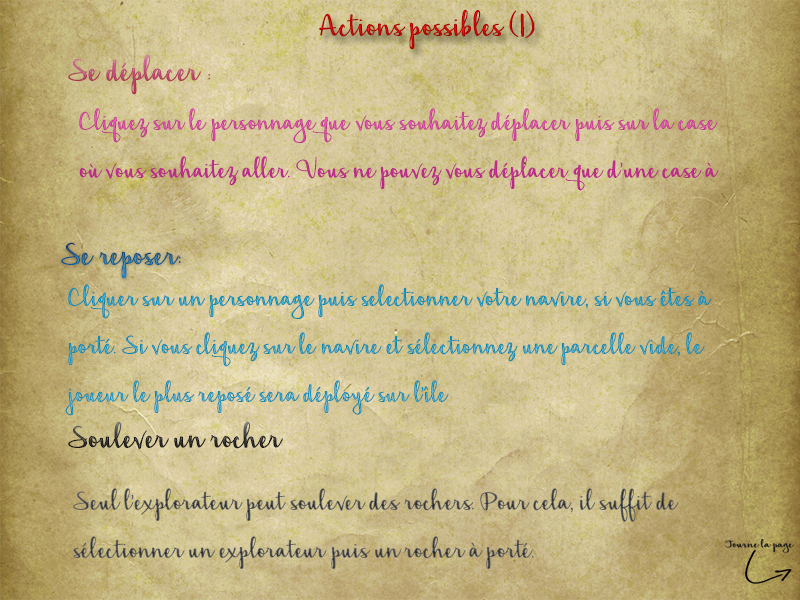 Actions possibles (1)
Se déplacer :
Cliquez sur le personnage que vous souhaitez déplacer puis sur la case
où vous souhaitez aller. Vous ne pouvez vous déplacer que d'une case à
Se reposer:
Cliquer sur un personnage puis selectionner votre navire, si vous êtes à
porté. Si vous cliquez sur le navire et sélectionnez une parcelle vide, le
joueur le plus reposé sera déployé sur l'île
Soulever un rocher
Seul l'explorateur peut soulever des rochers. Pour cela, il suffit de
sélectionner un explorateur puis un rocher à porté.
Tourne la page